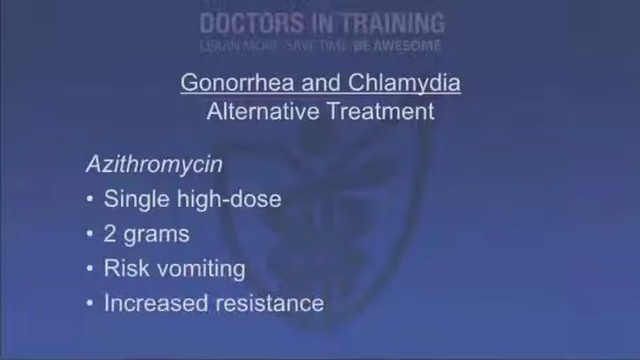 DOCTORS IN TRAINING
LEARN MORE. SAVE TIME. BE AWESOME
Gonorrhea and Chlamydia
Alternative Treatment
Azithromycin
• Single high-dose
• 2 grams
• Risk vomiting
• Increased resistance